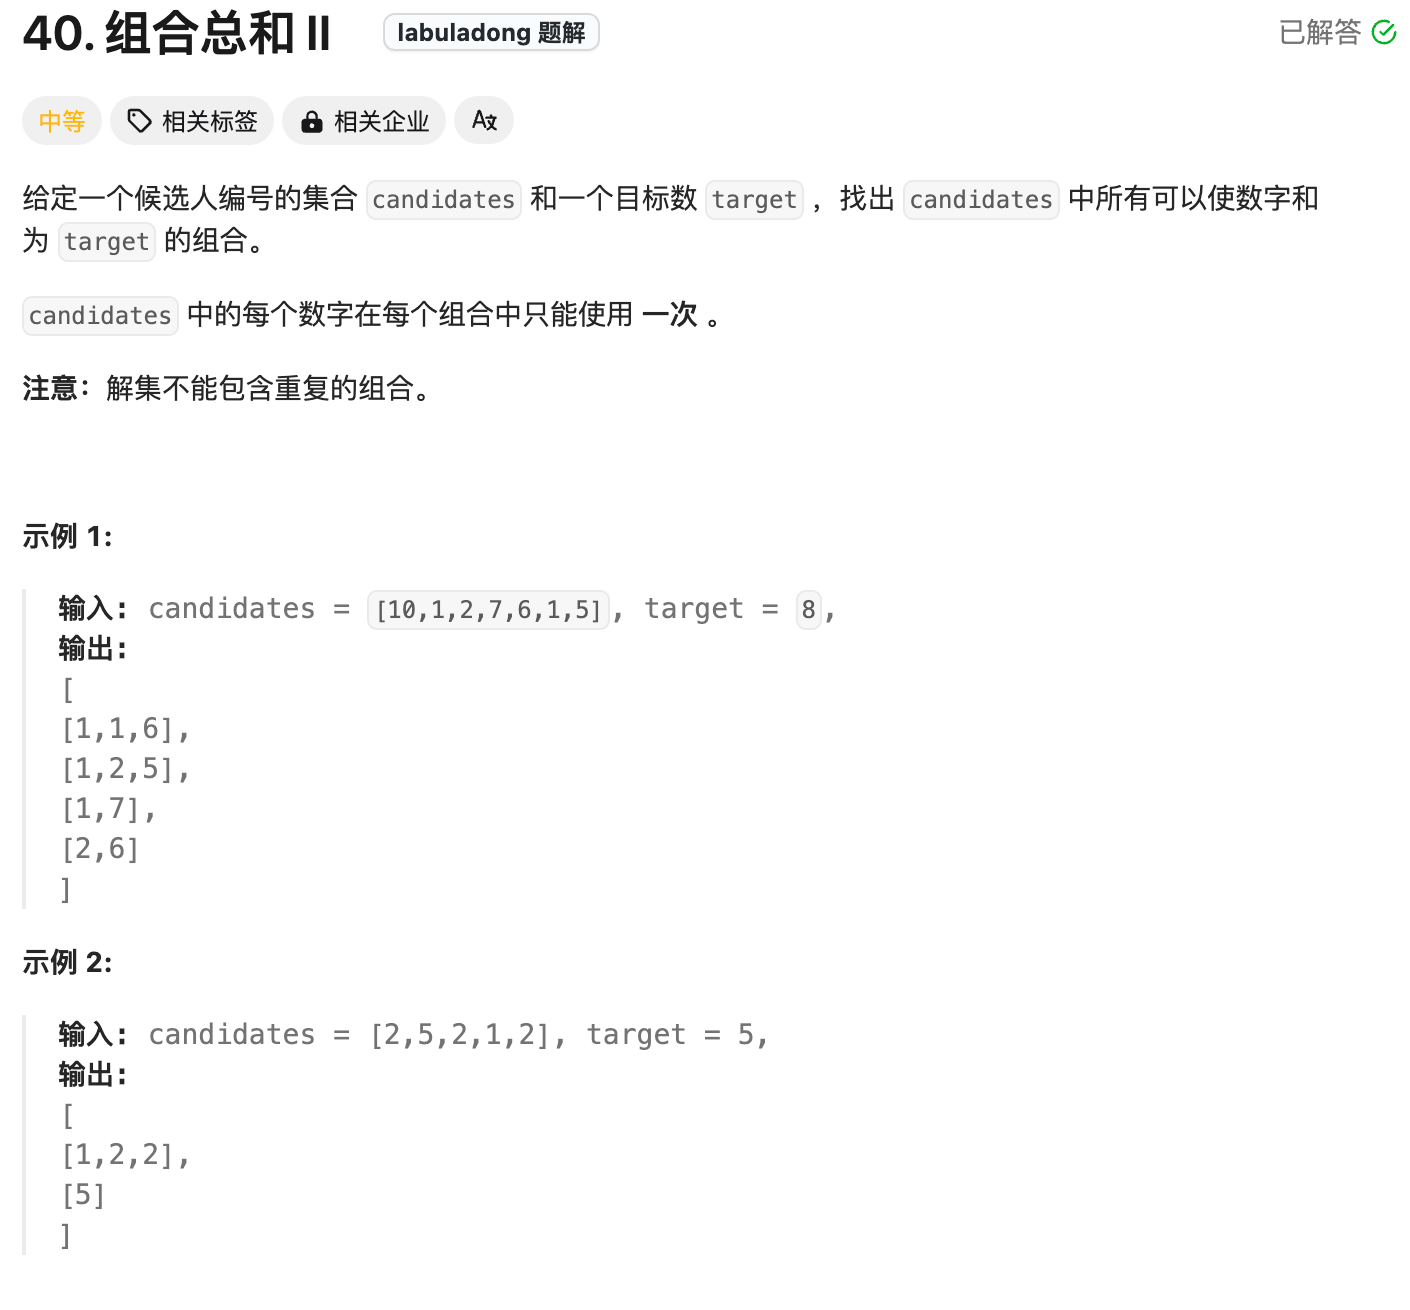 40. 组合总和 II labuladong 题解 已解答
中等 相关标签 相关企业
给定一个候选人编号的集合 candidates 和一个目标数 target ，找出 candidates 中所有可以使数字和
为 target 的组合。
candidates 中的每个数字在每个组合中只能使用 一次 。
注意：解集不能包含重复的组合。
示例 1:
输入: candidates = [10,1,2,7,6,1,5], target = 8,
输出:
[
[1,1,6],
[1,2,5],
[1,7],
[2,6]
]
示例 2:
输入: candidates = [2,5,2,1,2], target = 5,
输出:
[
[1,2,2],
[5]
]